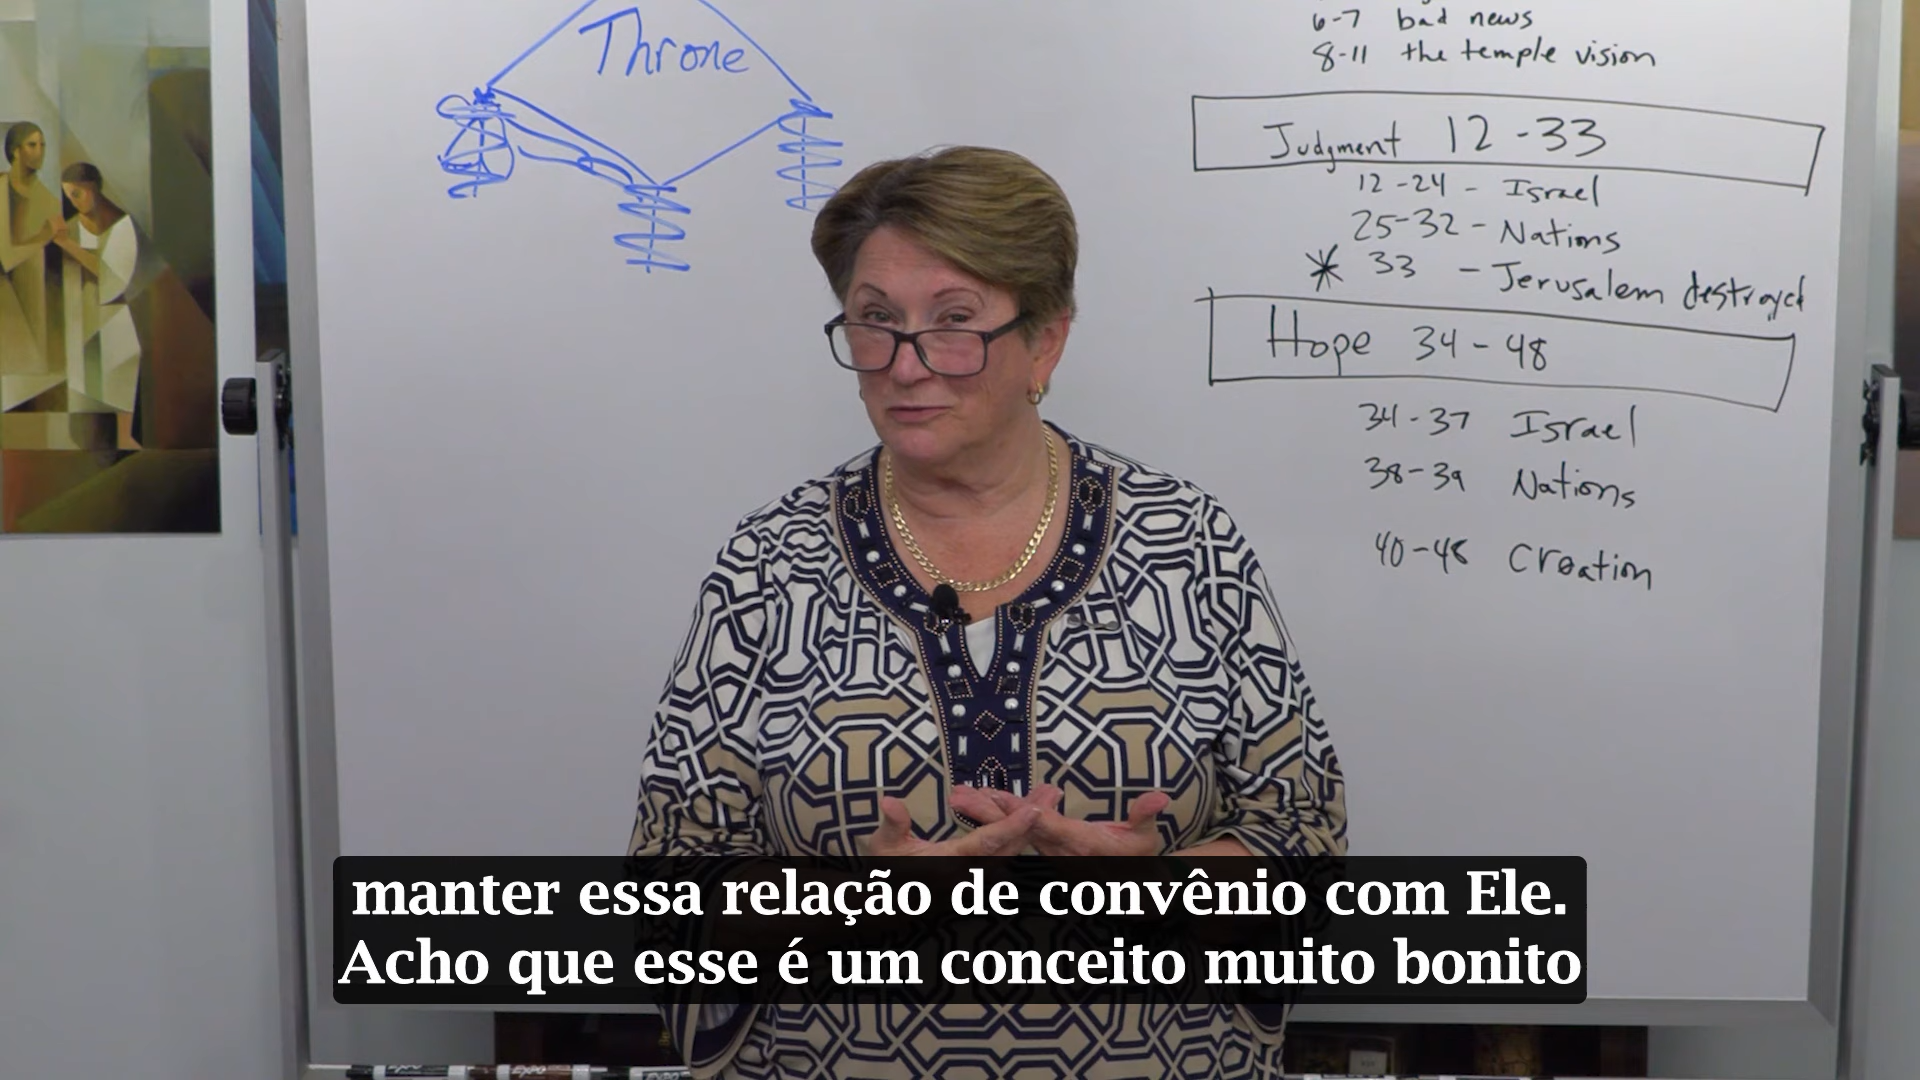 Throne
6-7 bad news
8-11 the temple vision
Judgment 12-33
12-24 - Israel
25-32 - Nations
* 33 - Jerusalem destroyed
Hope 34-48
34-37 Israel
38-39 Nations
40-48 Creation
manter essa relação de convênio com Ele.
Acho que esse é um conceito muito bonito
EXPO
EXPO